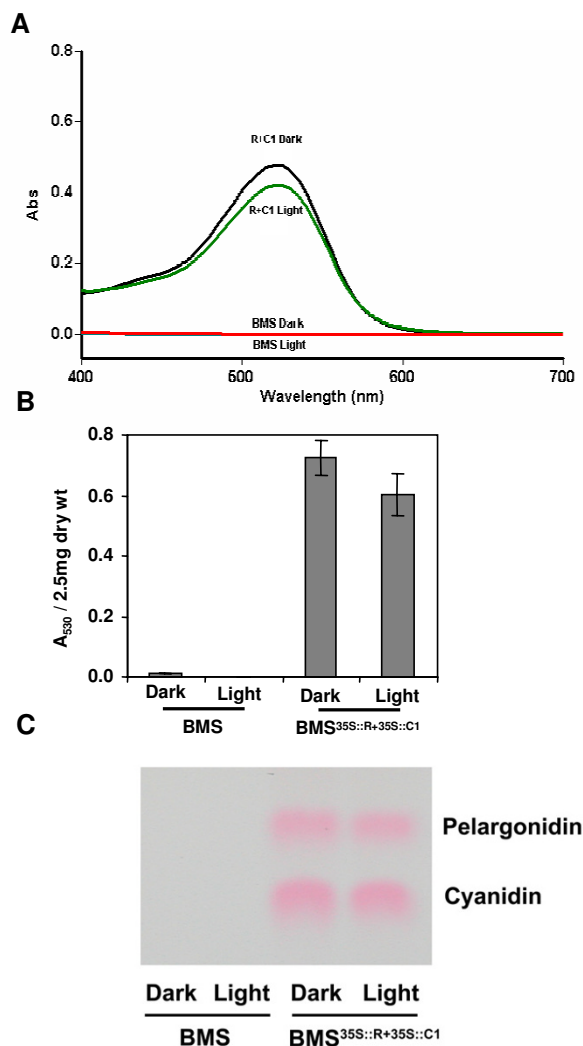 A
0.8
0.6
0.4
0.2
0.0
Abs
R+C1 Dark
R+C1 Light
BMS Dark
BMS Light
400 500 600 700
Wavelength (nm)
B
0.8
0.6
0.4
0.2
0.0
A530 / 2.5mg dry wt
Dark Light Dark Light
BMS BMS35S::R+35S::C1
C
Pelargonidin
Cyanidin
Dark Light Dark Light
BMS BMS35S::R+35S::C1